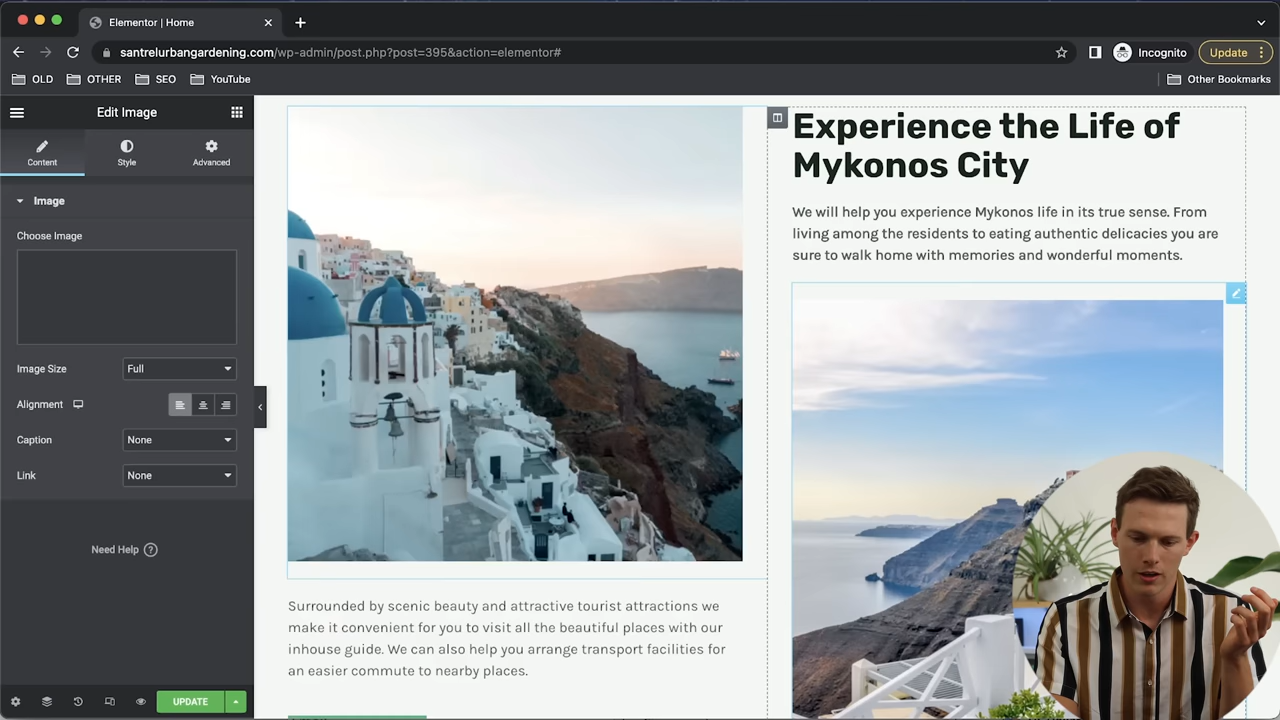 Elementor | Home
santrelurbangardening.com/wp-admin/post.php?post=395&action=elementor#
Incognito
Update
OLD
OTHER
SEO
YouTube
Other Bookmarks
Edit Image
Content
Style
Advanced
Image
Choose Image
Image Size
Full
Alignment
Caption
None
Link
None
Need Help
UPDATE
Experience the Life of
Mykonos City
We will help you experience Mykonos life in its true sense. From
living among the residents to eating authentic delicacies you are
sure to walk home with memories and wonderful moments.
Surrounded by scenic beauty and attractive tourist attractions we
make it convenient for you to visit all the beautiful places with our
inhouse guide. We can also help you arrange transport facilities for
an easier commute to nearby places.